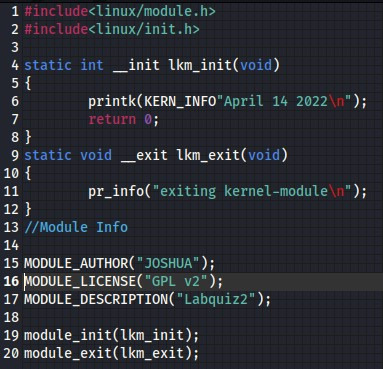 1 #include<linux/module.h>
2 #include<linux/init.h>
3
4 static int __init lkm_init(void)
5 {
6         printk(KERN_INFO"April 14 2022\n");
7         return 0;
8 }
9 static void __exit lkm_exit(void)
10 {
11         pr_info("exiting kernel-module\n");
12 }
13 //Module Info
14
15 MODULE_AUTHOR("JOSHUA");
16 MODULE_LICENSE("GPL v2");
17 MODULE_DESCRIPTION("Labquiz2");
18
19 module_init(lkm_init);
20 module_exit(lkm_exit);